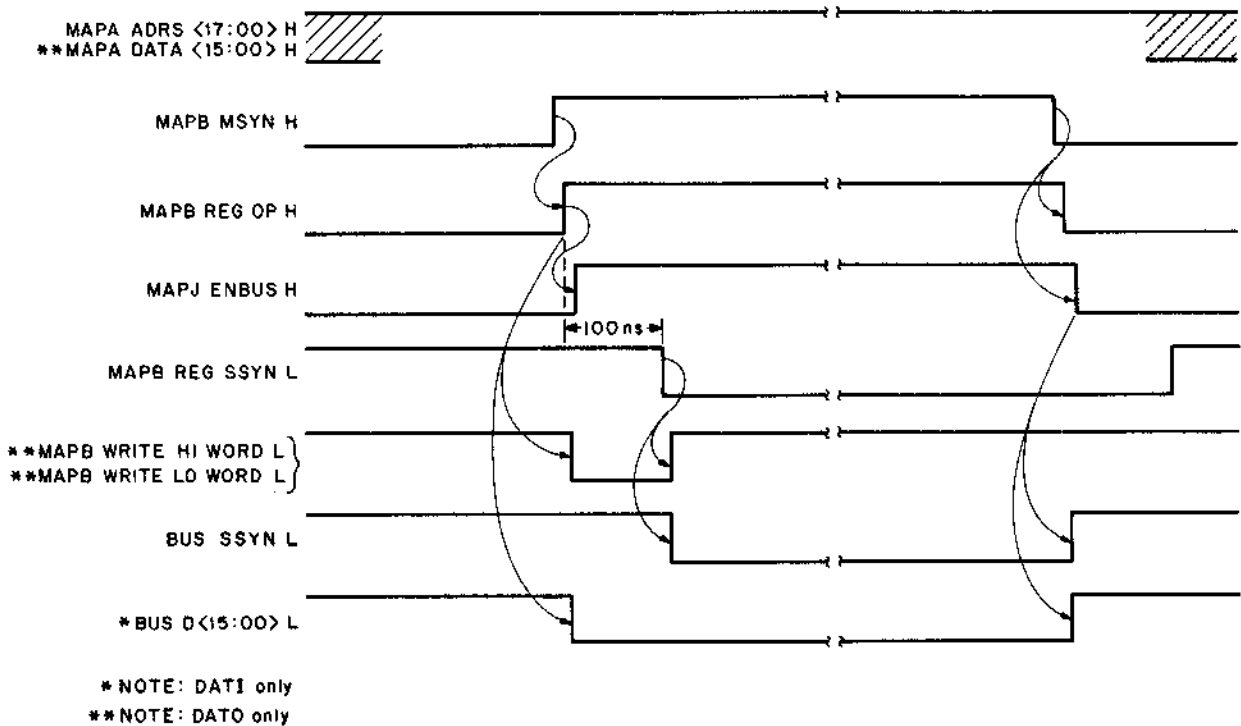 MAPA ADRS <17:00> H
**MAPA DATA <15:00> H
MAPB MSYN H
MAPB REG OP H
MAPJ ENBUS H
100ns
MAPB REG SSYN L
**MAPB WRITE HI WORD L
**MAPB WRITE LO WORD L
BUS SSYN L
*BUS D<15:00> L
*NOTE: DATI only
**NOTE: DATO only